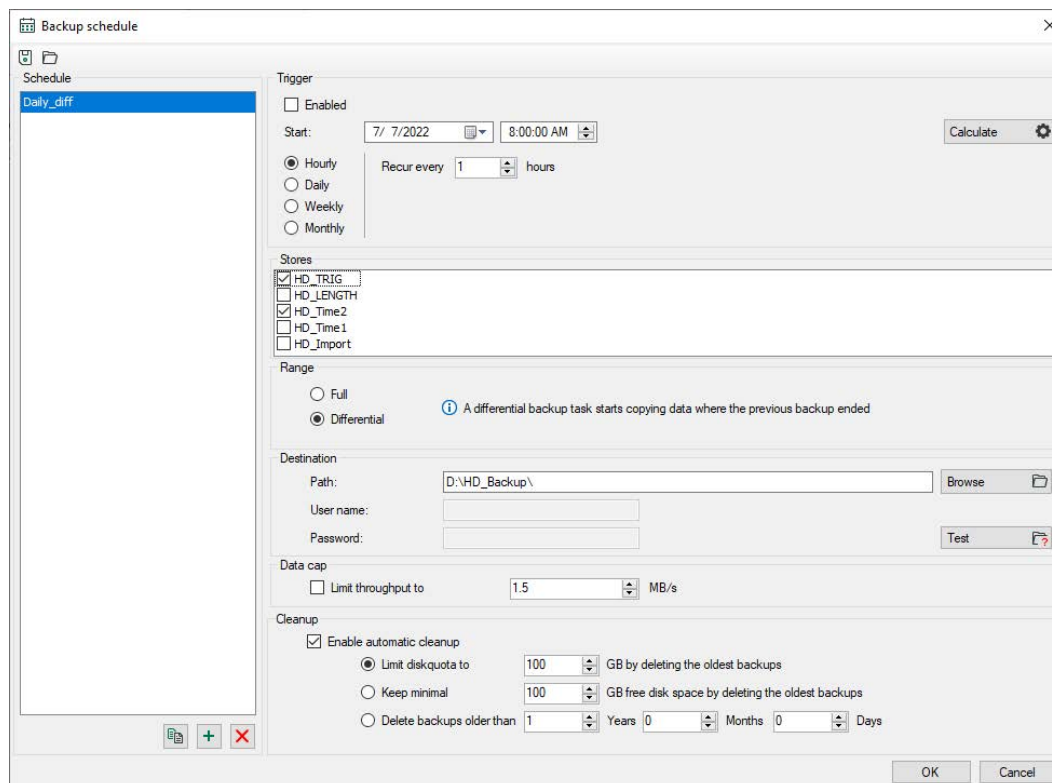 Backup schedule
Schedule
Daily_diff
Trigger
Enabled
Start: 7/ 7/2022 8:00:00 AM Calculate
Hourly Recur every 1 hours
Daily
Weekly
Monthly
Stores
HD_TRIG
HD_LENGTH
HD_Time2
HD_Time1
HD_Import
Range
Full
Differential A differential backup task starts copying data where the previous backup ended
Destination
Path: D:\HD_Backup\ Browse
User name:
Password: Test
Data cap
Limit throughput to 1.5 MB/s
Cleanup
Enable automatic cleanup
Limit diskquota to 100 GB by deleting the oldest backups
Keep minimal 100 GB free disk space by deleting the oldest backups
Delete backups older than 1 Years 0 Months 0 Days
OK Cancel